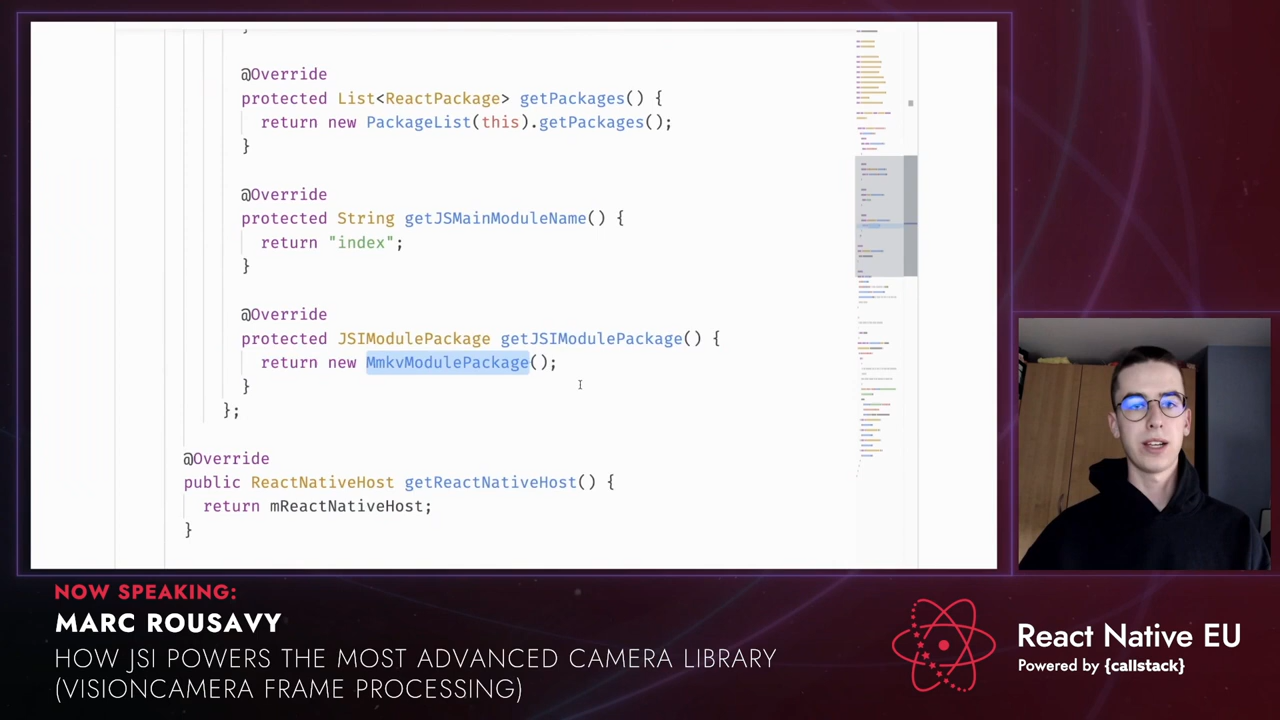 }
@Override
protected List<ReactPackage> getPackages() {
return new PackageList(this).getPackages();
}
@Override
protected String getJSMainModuleName() {
return "index";
}
@Override
protected JSIModulePackage getJSIModulePackage() {
return new MmkvModulePackage();
}
};
@Override
public ReactNativeHost getReactNativeHost() {
return mReactNativeHost;
}
NOW SPEAKING:
MARC ROUSAVY
HOW JSI POWERS THE MOST ADVANCED CAMERA LIBRARY
(VISIONCAMERA FRAME PROCESSING)
React Native EU
Powered by {callstack}